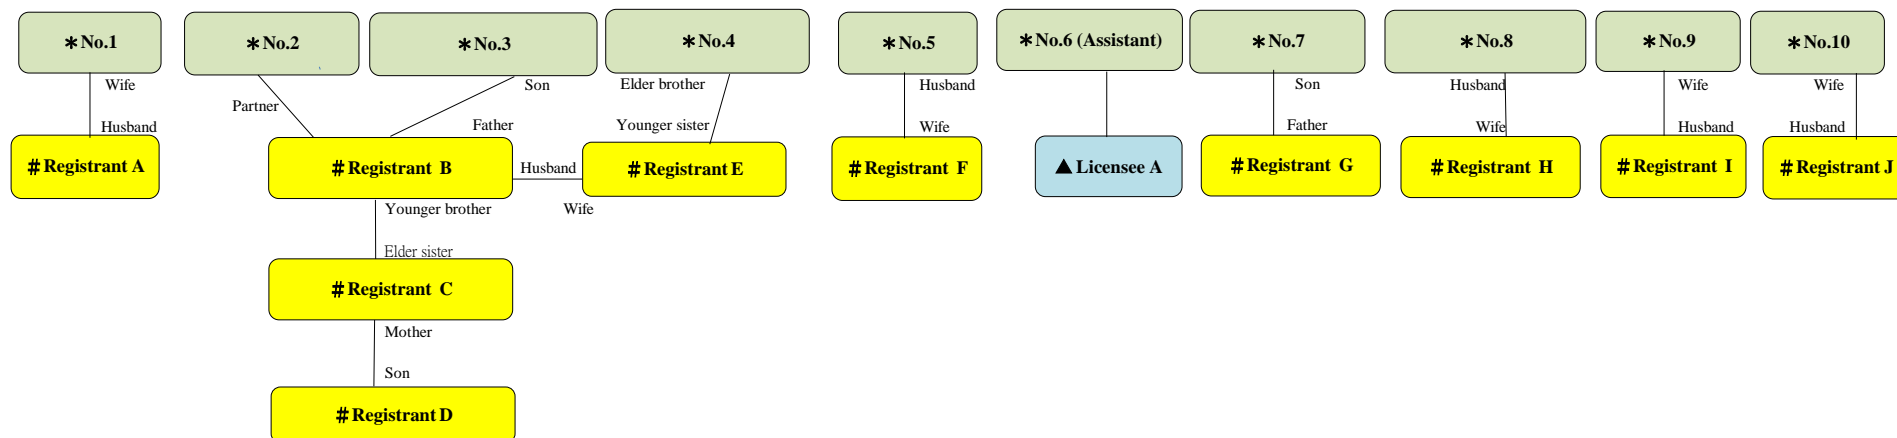 *No.1
*No.2
*No.3
*No.4
*No.5
*No.6 (Assistant)
*No.7
*No.8
*No.9
*No.10
Wife
Son
Elder brother
Husband
Son
Husband
Wife
Wife
Partner
Husband
Father
Younger sister
Wife
Father
Wife
Husband
Husband
#Registrant A
#Registrant B
Husband
Wife
#Registrant E
#Registrant F
▲Licensee A
#Registrant G
#Registrant H
#Registrant I
#Registrant J
Younger brother
Elder sister
#Registrant C
Mother
Son
#Registrant D